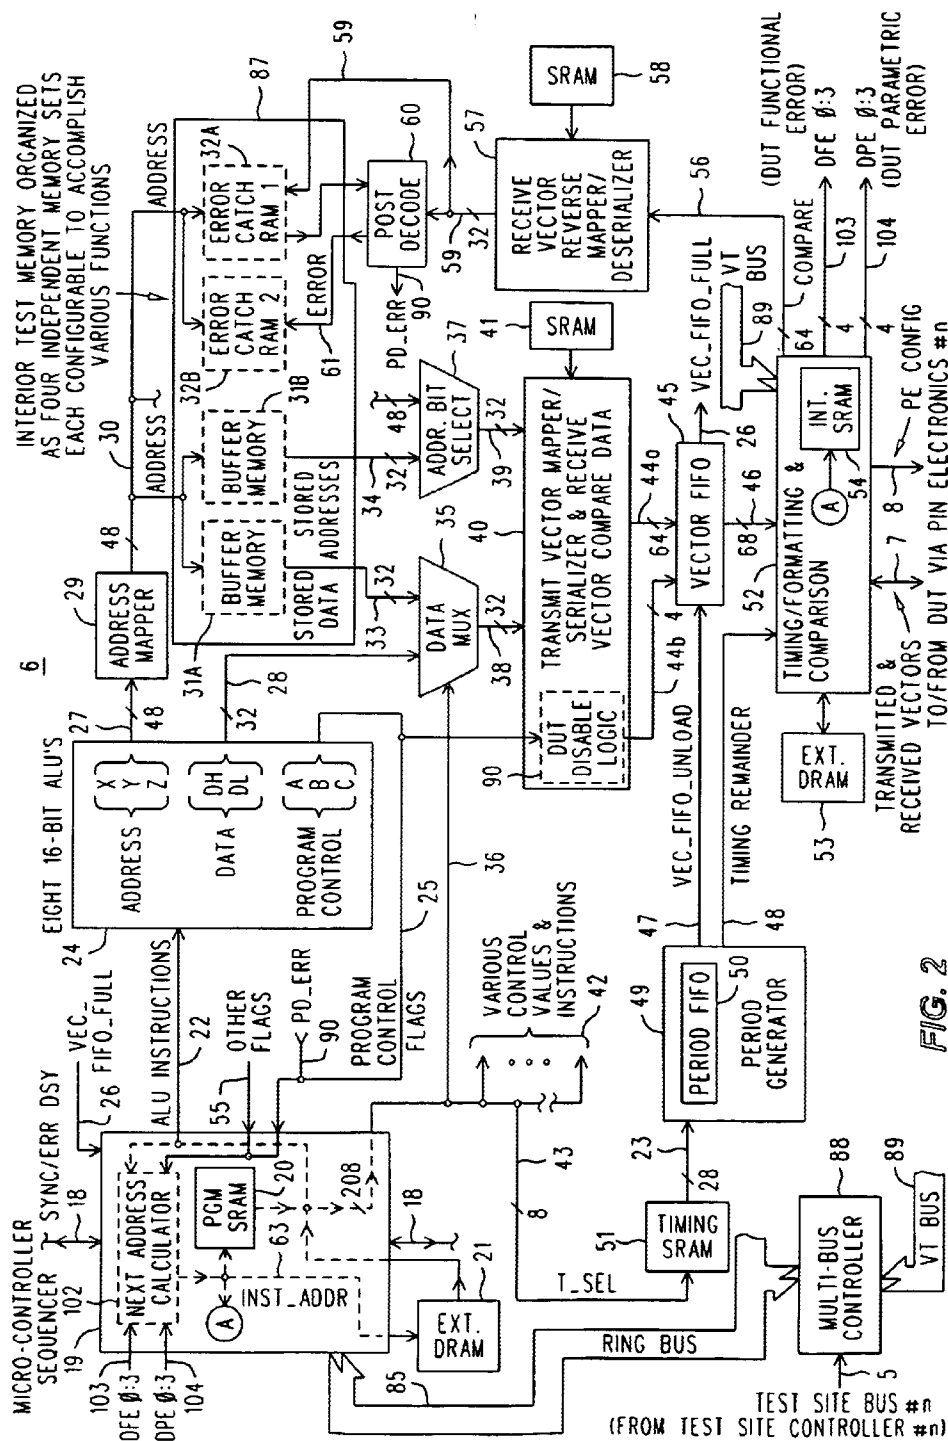 MICRO-CONTROLLER
SEQUENCER
SYNC/ERR DSY
19
102
18
26
VEC_
FIFO_FULL
103
DFE Ø:3
DPE Ø:3
104
NEXT ADDRESS
CALCULATOR
PGM
SRAM
20
63
A
INST_ADDR
208
18
EXT.
DRAM
21
ALU INSTRUCTIONS
22
OTHER
FLAGS
55
PD_ERR
90
PROGRAM
CONTROL
FLAGS
25
EIGHT 16-BIT ALU'S
24
ADDRESS
X
Y
Z
DATA
DH
DL
PROGRAM
CONTROL
A
B
C
6
27
48
32
28
ADDRESS
MAPPER
29
48
30
ADDRESS
ADDRESS
INTERIOR TEST MEMORY ORGANIZED
AS FOUR INDEPENDENT MEMORY SETS
EACH CONFIGURABLE TO ACCOMPLISH
VARIOUS FUNCTIONS
87
31A
BUFFER
MEMORY
BUFFER
MEMORY
31B
32B
ERROR
CATCH
RAM 2
ERROR
CATCH
RAM 1
32A
59
STORED
DATA
STORED
ADDRESSES
33
32
34
32
61
ERROR
POST
DECODE
60
PD_ERR
90
59
32
DATA
MUX
35
36
38
32
48
ADDR. BIT
SELECT
37
39
32
40
TRANSMIT VECTOR MAPPER/
SERIALIZER & RECEIVE
VECTOR COMPARE DATA
DUT
DISABLE
LOGIC
90
SRAM
41
RECEIVE
VECTOR
REVERSE
MAPPER/
DESERIALIZER
57
SRAM
58
56
VARIOUS
CONTROL
VALUES &
INSTRUCTIONS
42
43
8
T_SEL
44b
4
64
44a
VECTOR FIFO
45
VEC_FIFO_FULL
26
68
46
VT
BUS
89
VEC_FIFO_UNLOAD
47
TIMING REMAINDER
48
49
PERIOD FIFO
50
PERIOD
GENERATOR
23
28
TIMING
SRAM
51
52
TIMING/FORMATTING &
COMPARISON
A
INT.
SRAM
54
EXT.
DRAM
53
64
COMPARE
(DUT FUNCTIONAL
ERROR)
DFE Ø:3
4
103
DPE Ø:3
(DUT PARAMETRIC
ERROR)
4
104
TRANSMITTED &
RECEIVED VECTORS
7
8
PE CONFIG
TO/FROM DUT VIA PIN ELECTRONICS #n
RING BUS
85
MULTI-BUS
CONTROLLER
88
89
VT BUS
5
TEST SITE BUS #n
(FROM TEST SITE CONTROLLER #n)
FIG. 2